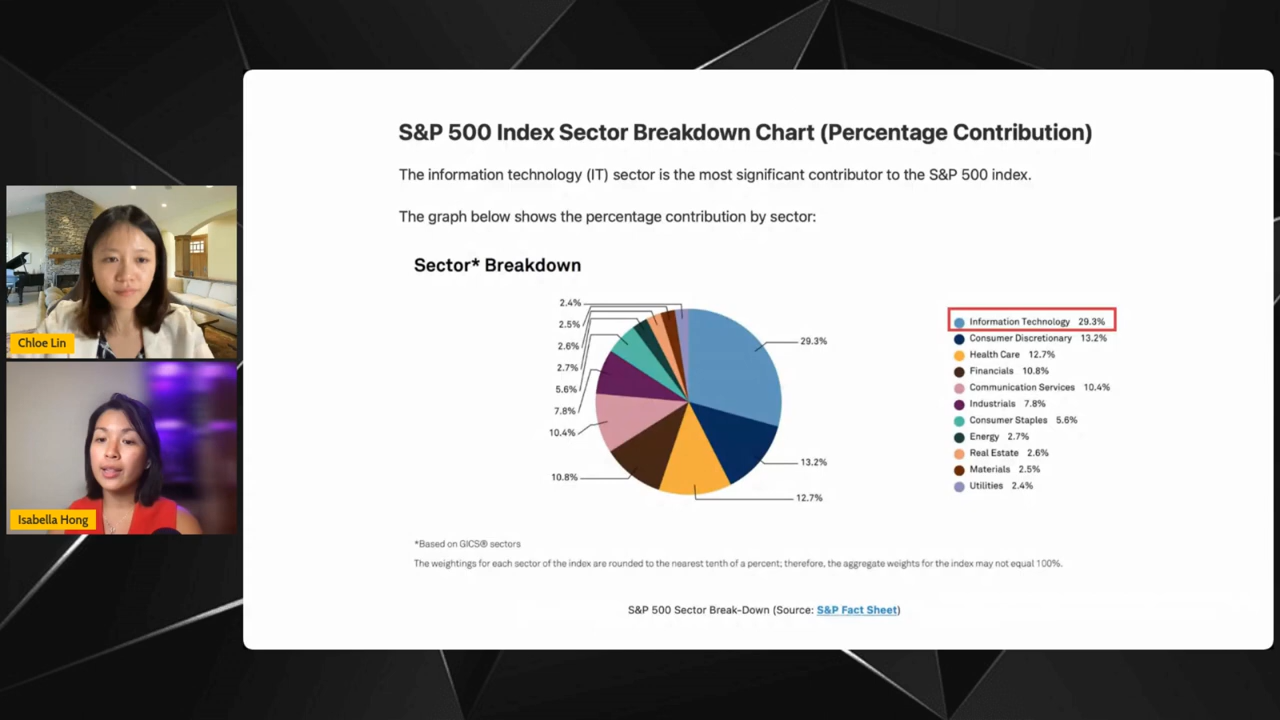 S&P 500 Index Sector Breakdown Chart (Percentage Contribution)
The information technology (IT) sector is the most significant contributor to the S&P 500 index.
The graph below shows the percentage contribution by sector:
Sector* Breakdown
2.4%
2.5%
2.6%
2.7%
5.6%
7.8%
10.4%
10.8%
29.3%
13.2%
12.7%
Information Technology 29.3%
Consumer Discretionary 13.2%
Health Care 12.7%
Financials 10.8%
Communication Services 10.4%
Industrials 7.8%
Consumer Staples 5.6%
Energy 2.7%
Real Estate 2.6%
Materials 2.5%
Utilities 2.4%
*Based on GICS® sectors
The weightings for each sector of the index are rounded to the nearest tenth of a percent; therefore, the aggregate weights for the index may not equal 100%.
S&P 500 Sector Break-Down (Source: S&P Fact Sheet)
Chloe Lin
Isabella Hong